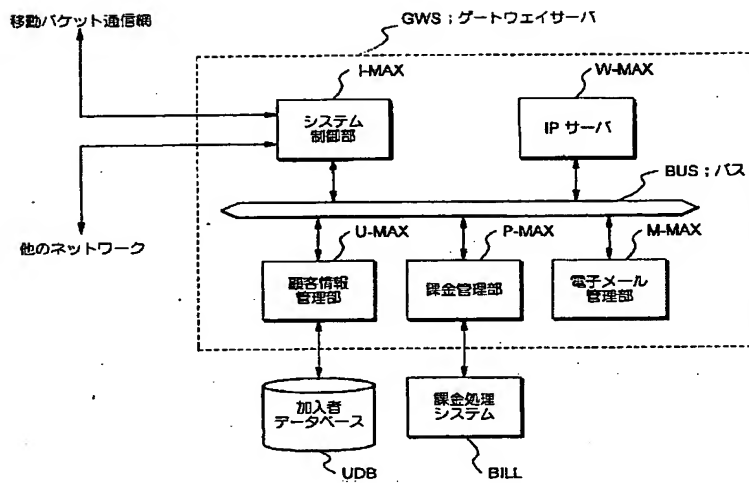 移動パケット通信網
GWS；ゲートウェイサーバ
I-MAX
W-MAX
システム
制御部
IP サーバ
BUS；バス
他のネットワーク
U-MAX
P-MAX
M-MAX
顧客情報
管理部
課金管理部
電子メール
管理部
加入者
データベース
課金処理
システム
UDB
BILL